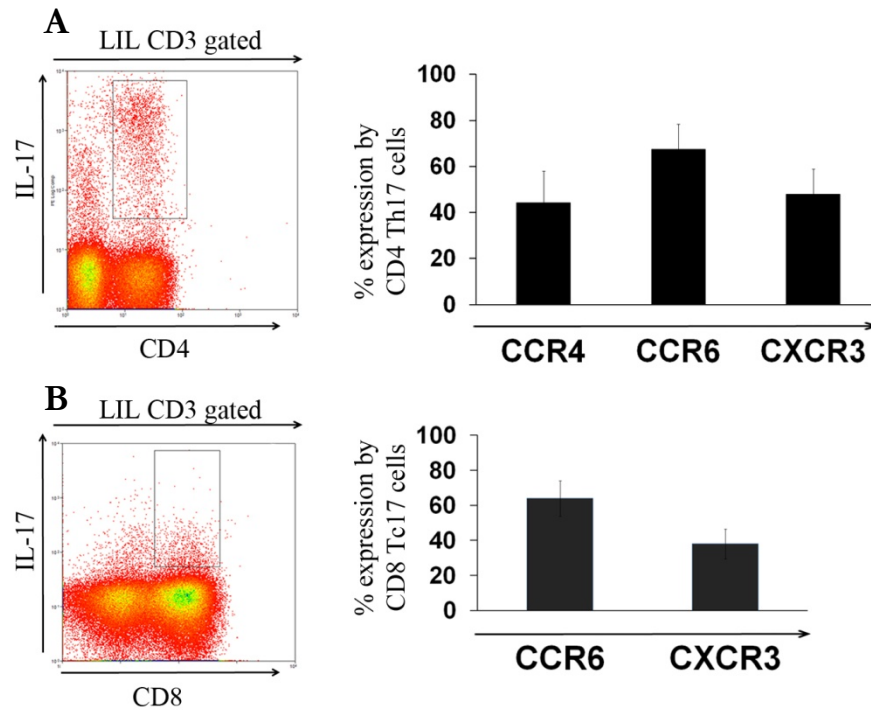 A
LIL CD3 gated
IL-17
CD4
% expression by
CD4 Th17 cells
100
80
60
40
20
0
CCR4 CCR6 CXCR3
B
LIL CD3 gated
IL-17
CD8
% expression by
CD8 Tc17 cells
100
80
60
40
20
0
CCR6 CXCR3